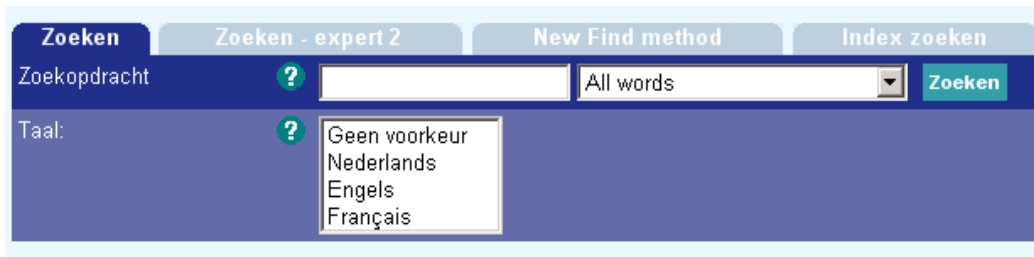 Zoeken Zoeken - expert 2 New Find method Index zoeken
Zoekopdracht ? All words Zoeken
Taal: ? Geen voorkeur
Nederlands
Engels
Français